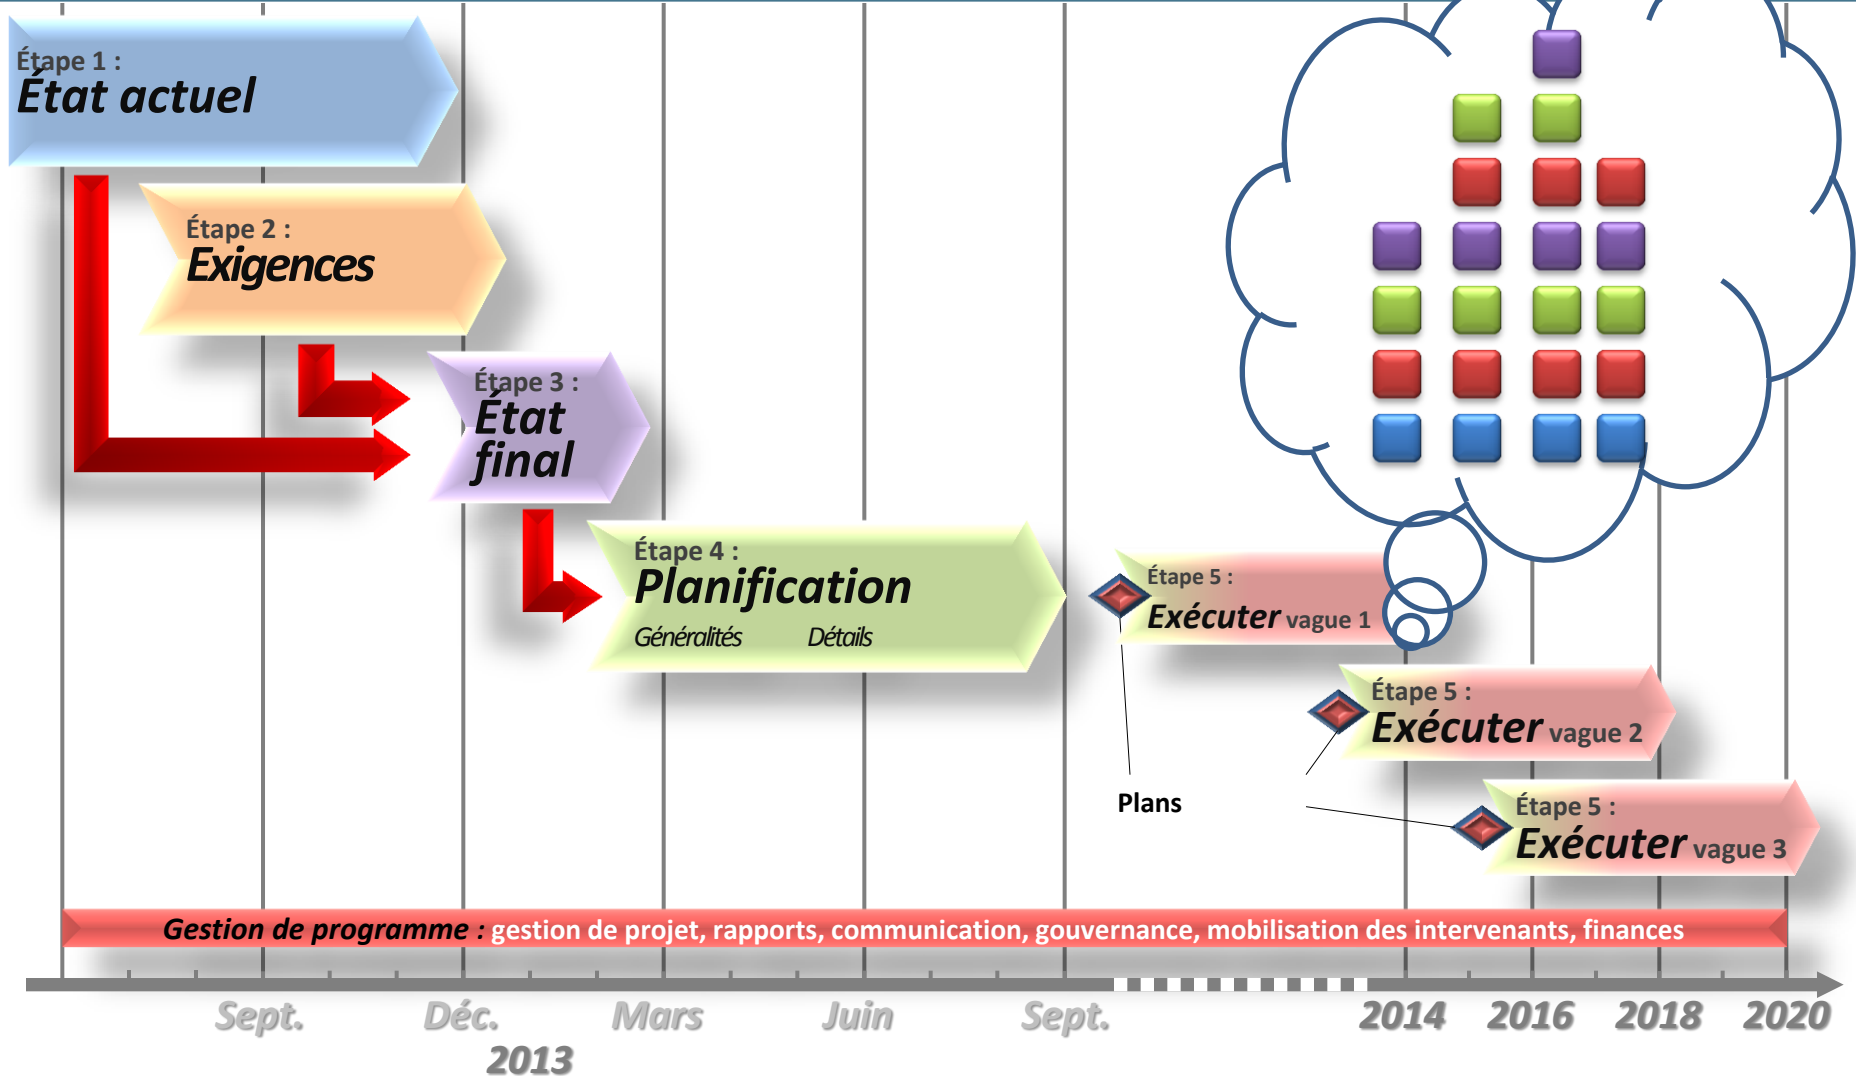 Étape 1 :
État actuel
Étape 2 :
Exigences
Étape 3 :
État
final
Étape 4 :
Planification
Généralités Détails
Étape 5 :
Exécuter vague 1
Étape 5 :
Exécuter vague 2
Plans
Étape 5 :
Exécuter vague 3
Gestion de programme : gestion de projet, rapports, communication, gouvernance, mobilisation des intervenants, finances
Sept. Déc. Mars Juin Sept. 2014 2016 2018 2020
2013